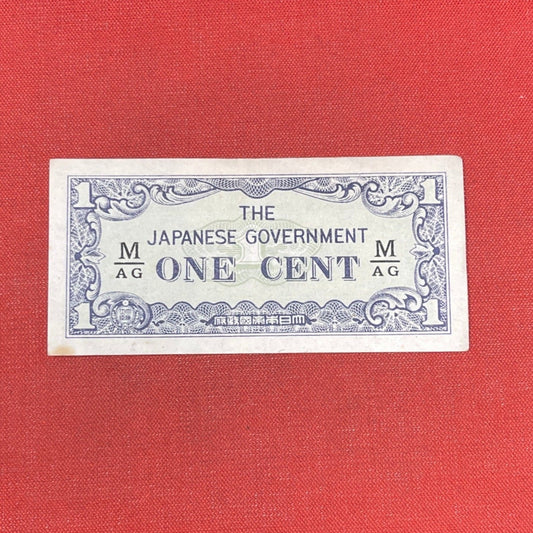 1 1
THE
JAPANESE GOVERNMENT
M/AG ONE CENT M/AG
1 府政國帝本日大 1